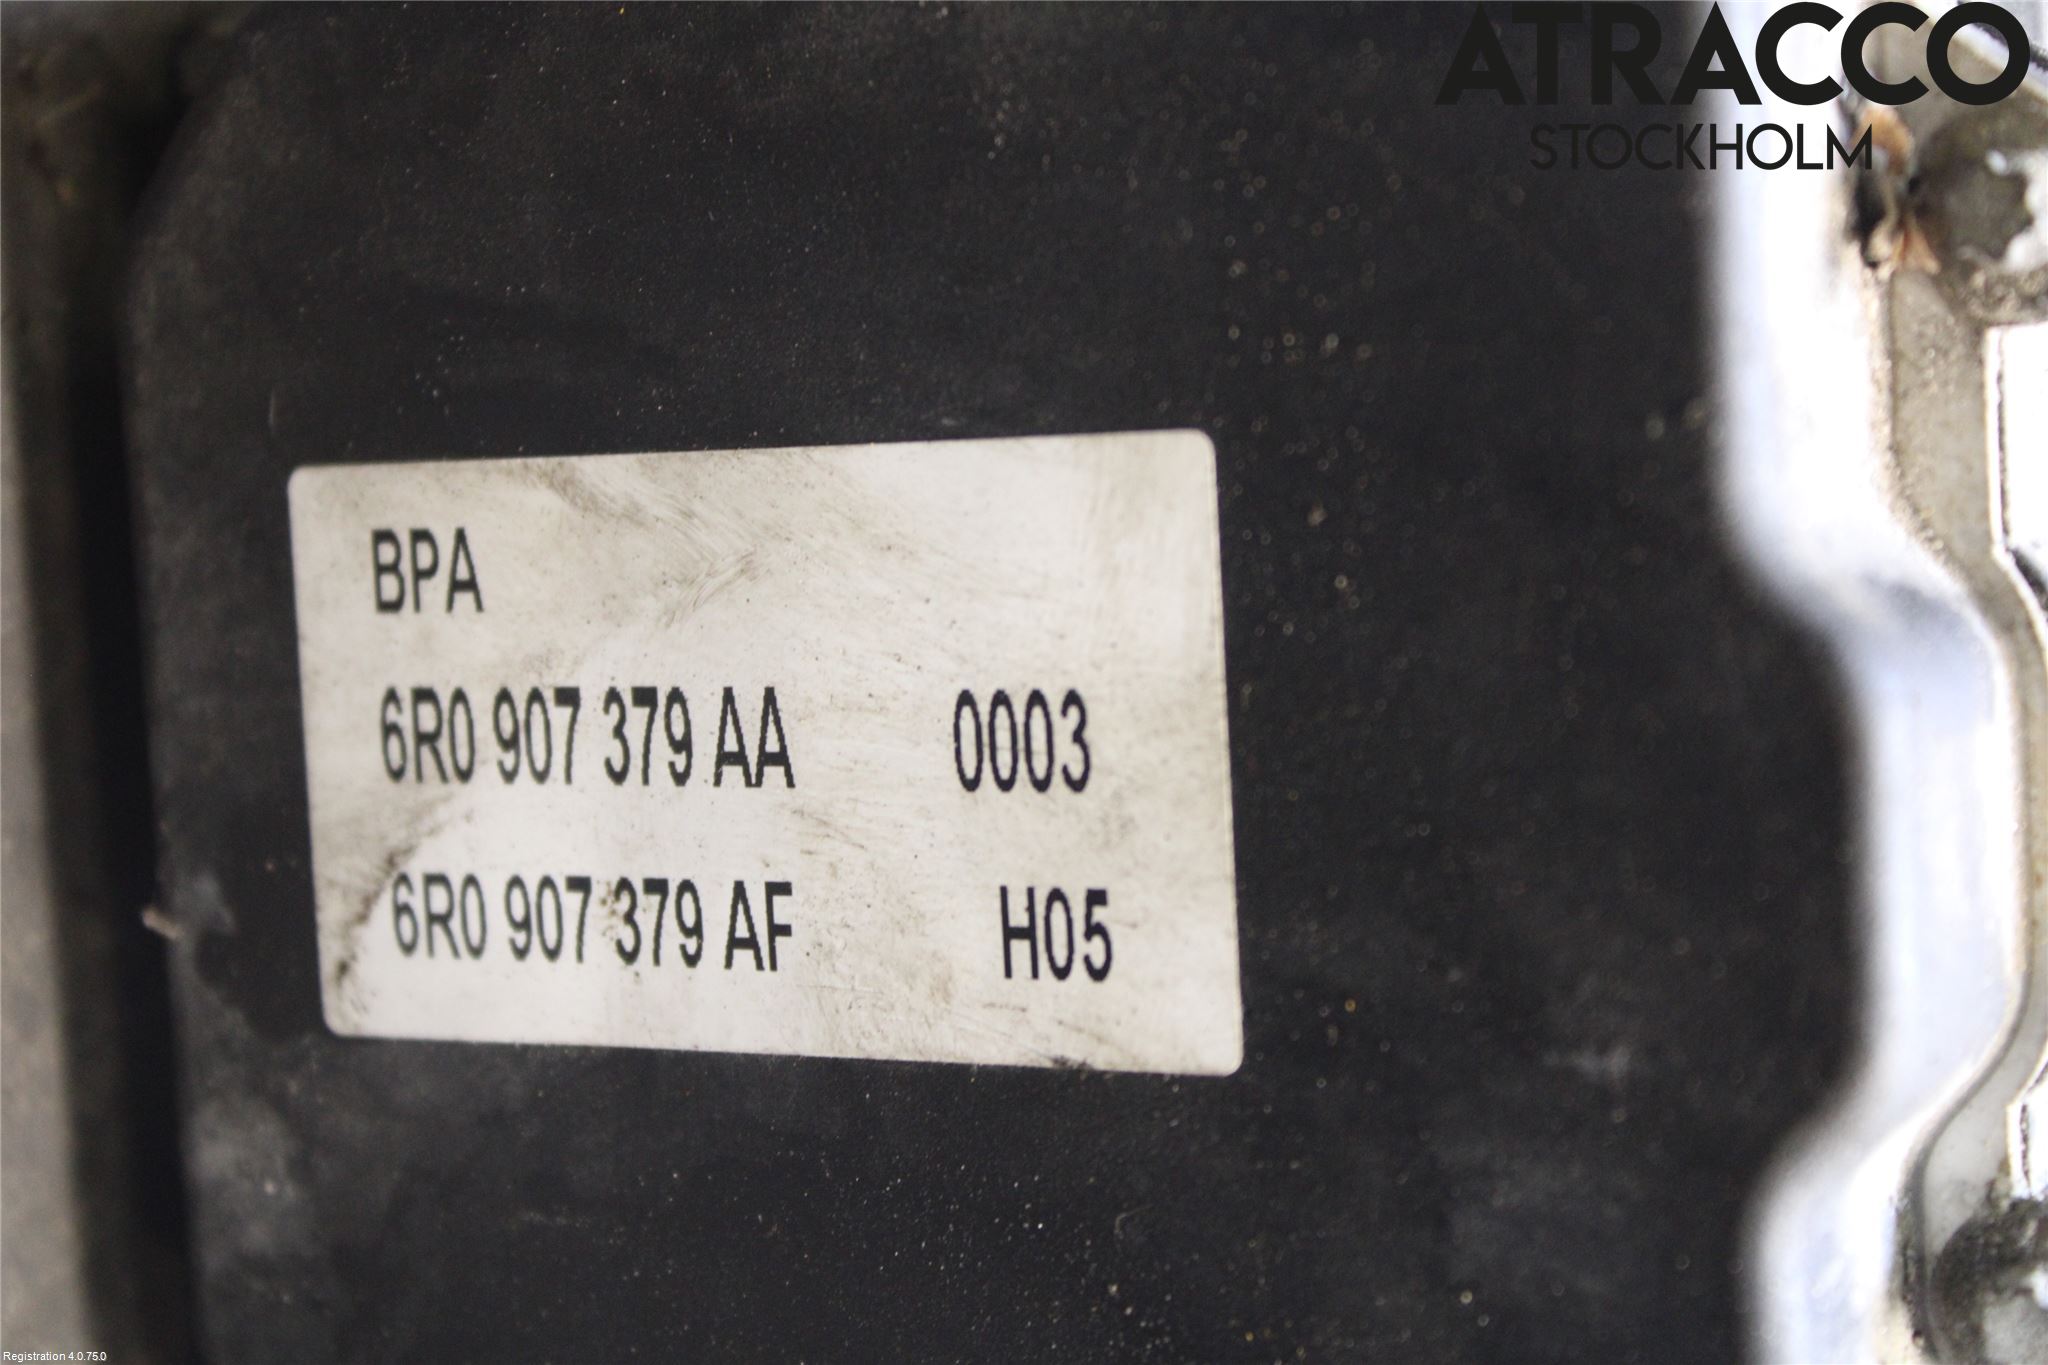 ATRACCO
STOCKHOLM
BPA
6R0 907 379 AA 0003
6R0 907 379 AF H05
Registration 4.0.75.0